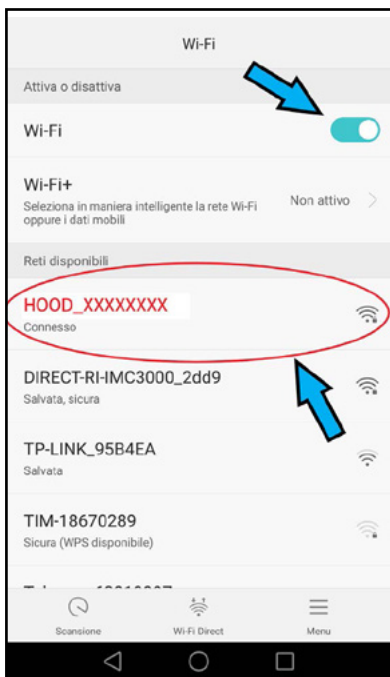 Wi-Fi
Attiva o disattiva
Wi-Fi
Wi-Fi+
Seleziona in maniera intelligente la rete Wi-Fi
oppure i dati mobili
Non attivo
Reti disponibili
HOOD_XXXXXXXX
Connesso
DIRECT-RI-IMC3000_2dd9
Salvata, sicura
TP-LINK_95B4EA
Salvata
TIM-18670289
Sicura (WPS disponibile)
Scansione
Wi-Fi Direct
Menu